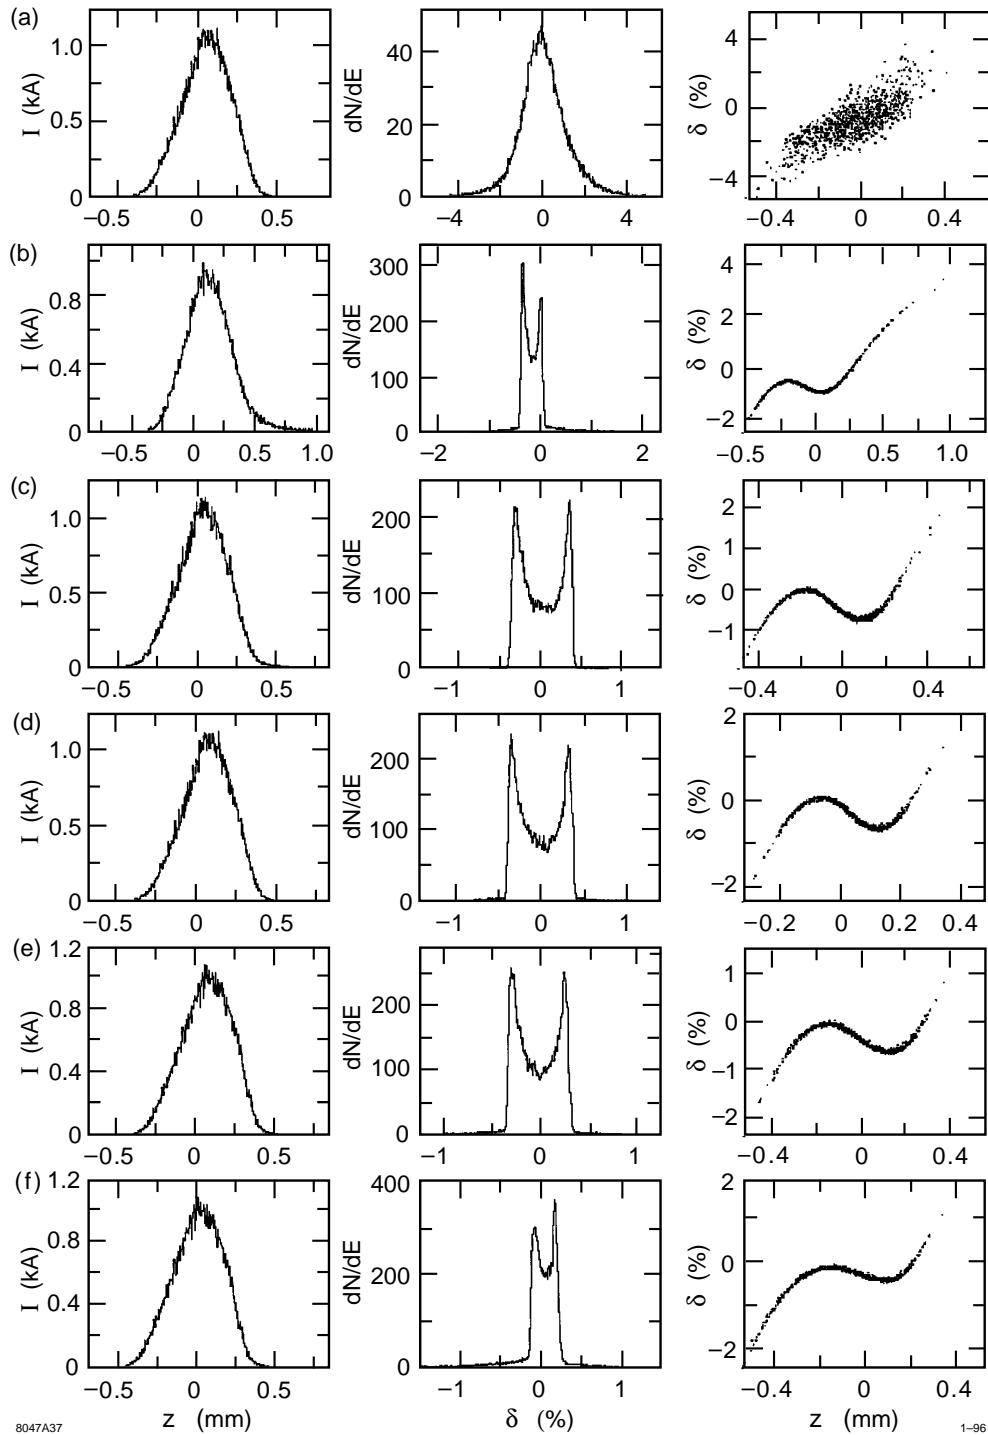 (a)
I (kA)
1.0
0.5
0
−0.5 0 0.5
dN/dE
40
20
0
−4 0 4
δ (%)
4
0
−4
−0.4 0 0.4
(b)
I (kA)
0.8
0.4
0
−0.5 0 0.5 1.0
dN/dE
300
200
100
0
−2 0 2
δ (%)
4
2
0
−2
−0.5 0 0.5 1.0
(c)
I (kA)
1.0
0.5
0
−0.5 0 0.5
dN/dE
200
100
0
−1 0 1
δ (%)
2
1
0
−1
−0.4 0 0.4
(d)
I (kA)
1.0
0.5
0
−0.5 0 0.5
dN/dE
200
100
0
−1 0 1
δ (%)
2
0
−2
−0.2 0 0.2 0.4
(e)
I (kA)
1.2
0.8
0.4
0
−0.5 0 0.5
dN/dE
200
100
0
−1 0 1
δ (%)
1
0
−1
−2
−0.4 0 0.4
(f)
I (kA)
1.2
0.8
0.4
0
−0.5 0 0.5
z (mm)
dN/dE
400
200
0
−1 0 1
δ (%)
δ (%)
2
0
−2
−0.4 0 0.4
z (mm)
8047A37
1–96